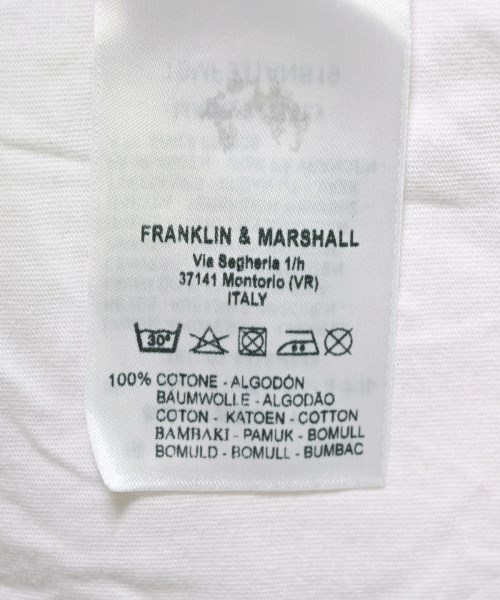 FRANKLIN & MARSHALL
Via Segheria 1/h
37141 Montorio (VR)
ITALY
30°
100% COTONE - ALGODÓN
BAUMWOLLE - ALGODÃO
COTON - KATOEN - COTTON
BAMBAKI - PAMUK - BOMULL
BOMULD - BOMULL - BUMBAC